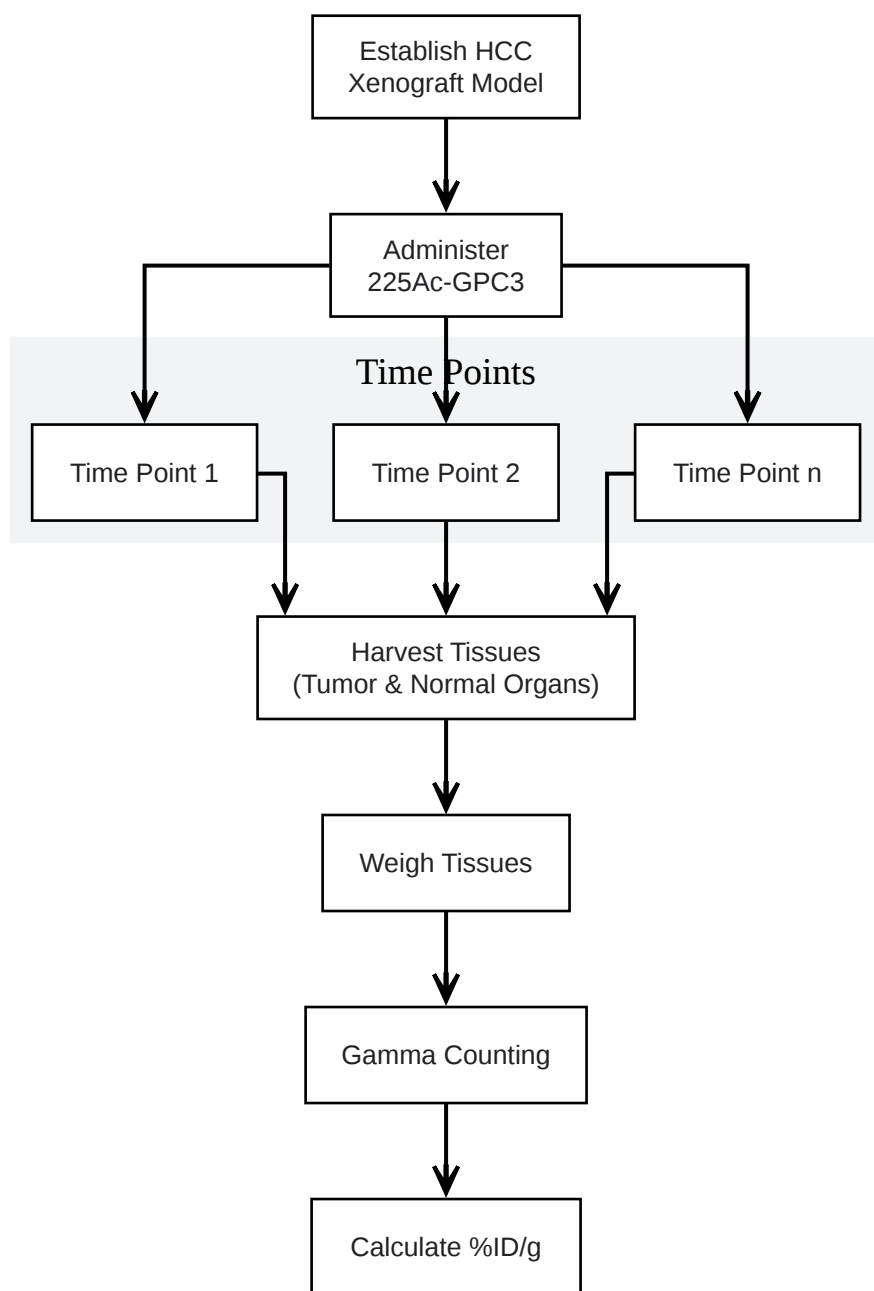 Establish HCC
Xenograft Model
Administer
225Ac-GPC3
Time Points
Time Point 1
Time Point 2
Time Point n
Harvest Tissues
(Tumor & Normal Organs)
Weigh Tissues
Gamma Counting
Calculate %ID/g